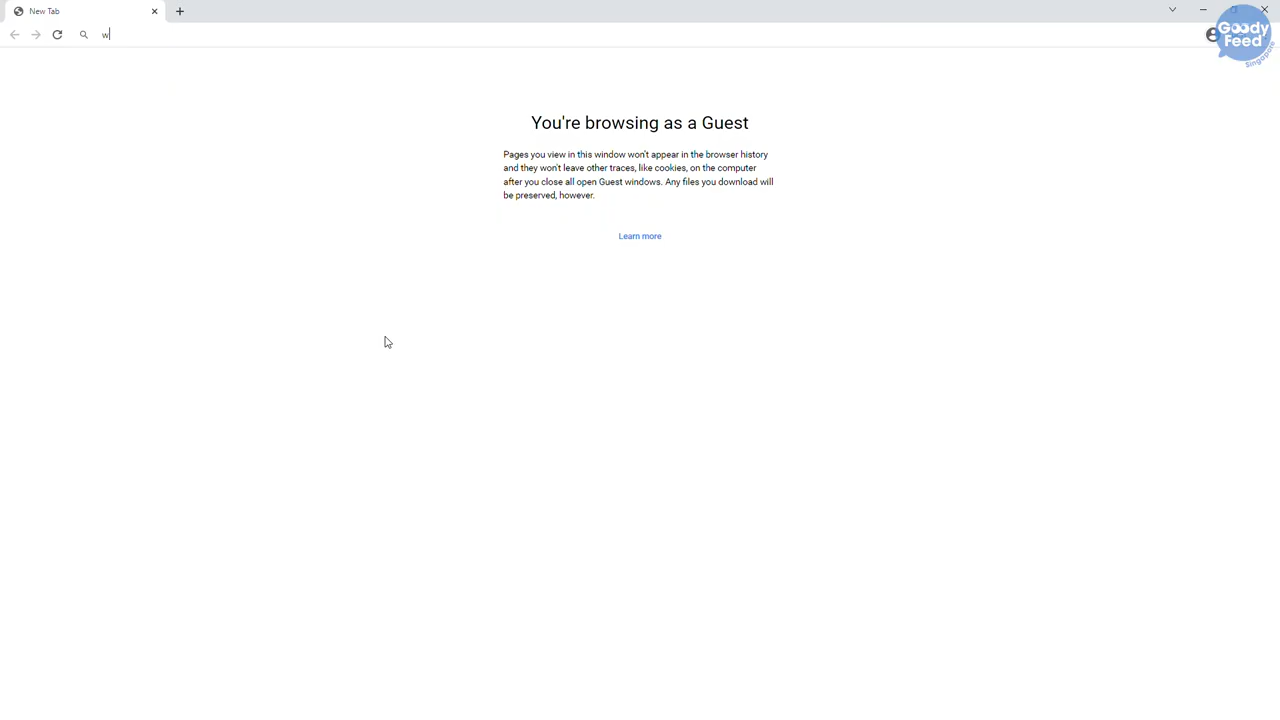 New Tab
w
Goody
Feed
Singapore
You're browsing as a Guest
Pages you view in this window won't appear in the browser history
and they won't leave other traces, like cookies, on the computer
after you close all open Guest windows. Any files you download will
be preserved, however.
Learn more